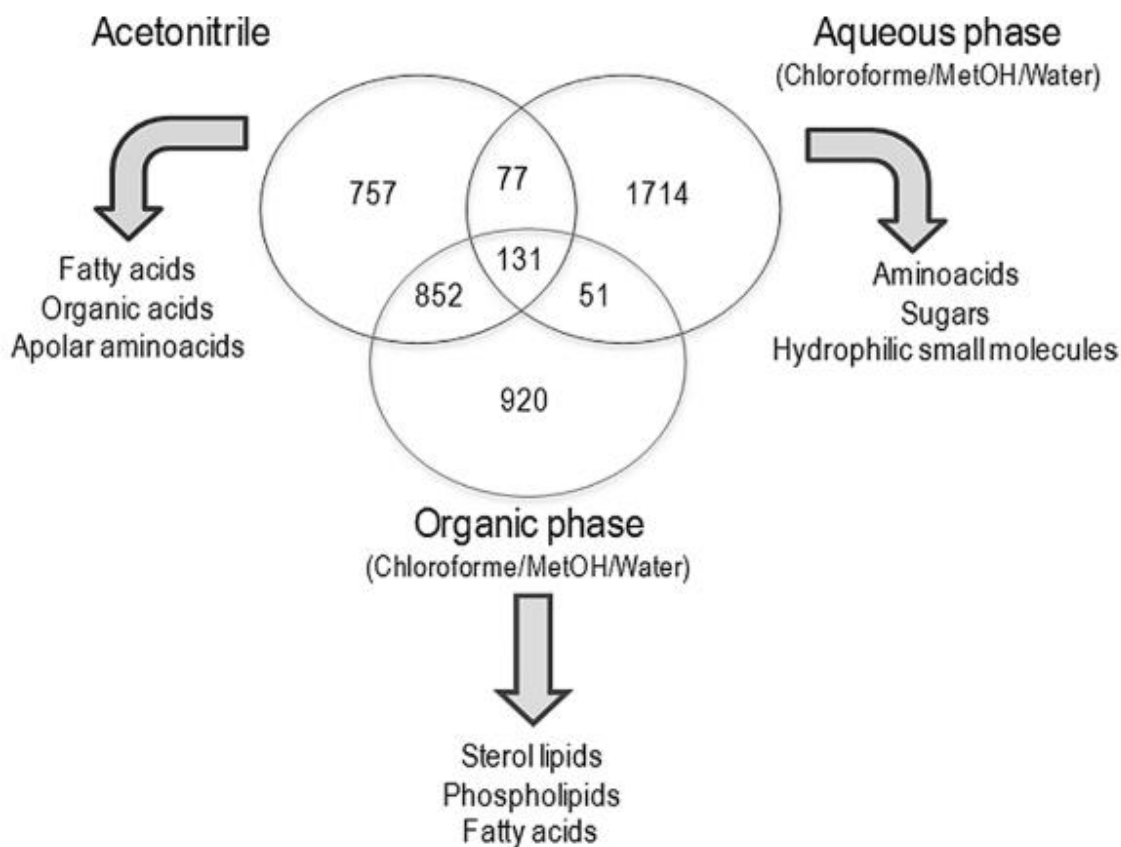 Acetonitrile
Aqueous phase
(Chloroforme/MetOH/Water)
757
77
1714
131
852
51
920
Fatty acids
Organic acids
Apolar aminoacids
Aminoacids
Sugars
Hydrophilic small molecules
Organic phase
(Chloroforme/MetOH/Water)
Sterol lipids
Phospholipids
Fatty acids